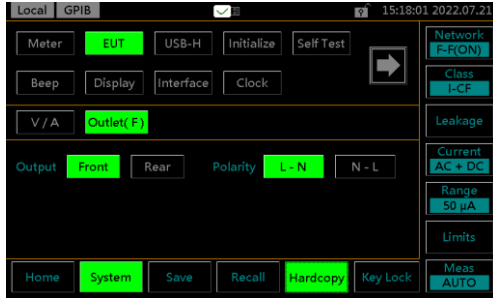 Local GPIB 15:18:01 2022.07.21
Meter EUT USB-H Initialize Self Test
Beep Display Interface Clock
V / A Outlet( F )
Output Front Rear Polarity L - N N - L
Home System Save Recall Hardcopy Key Lock
Network
F-F(ON)
Class
I-CF
Leakage
Current
AC + DC
Range
50 μA
Limits
Meas
AUTO